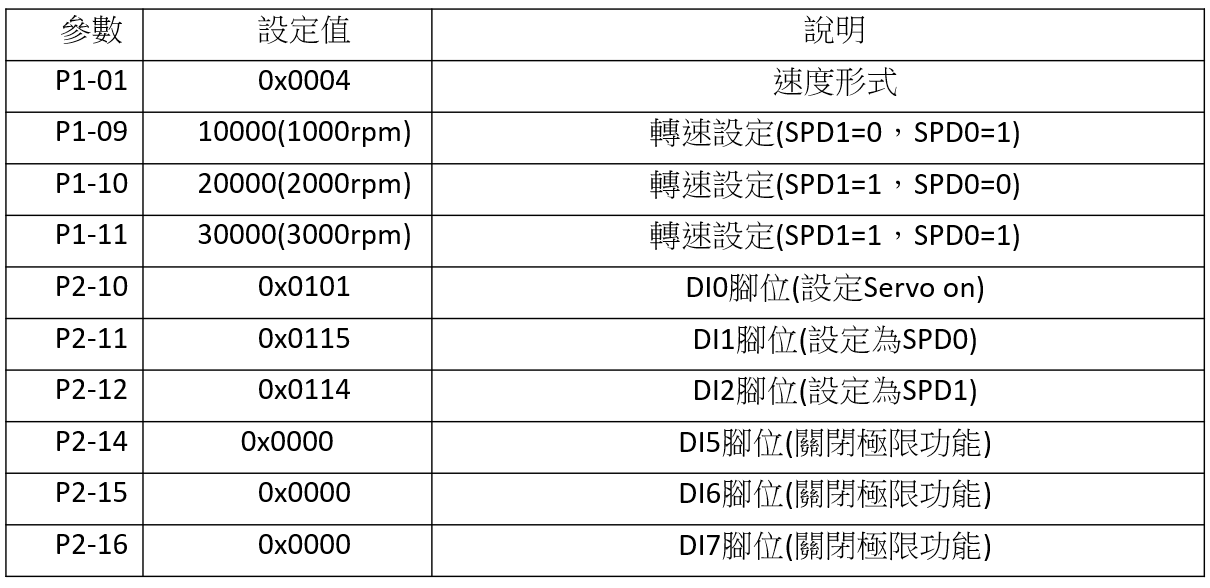 參數 設定值 說明
P1-01 0x0004 速度形式
P1-09 10000(1000rpm) 轉速設定(SPD1=0，SPD0=1)
P1-10 20000(2000rpm) 轉速設定(SPD1=1，SPD0=0)
P1-11 30000(3000rpm) 轉速設定(SPD1=1，SPD0=1)
P2-10 0x0101 DI0腳位(設定Servo on)
P2-11 0x0115 DI1腳位(設定為SPD0)
P2-12 0x0114 DI2腳位(設定為SPD1)
P2-14 0x0000 DI5腳位(關閉極限功能)
P2-15 0x0000 DI6腳位(關閉極限功能)
P2-16 0x0000 DI7腳位(關閉極限功能)